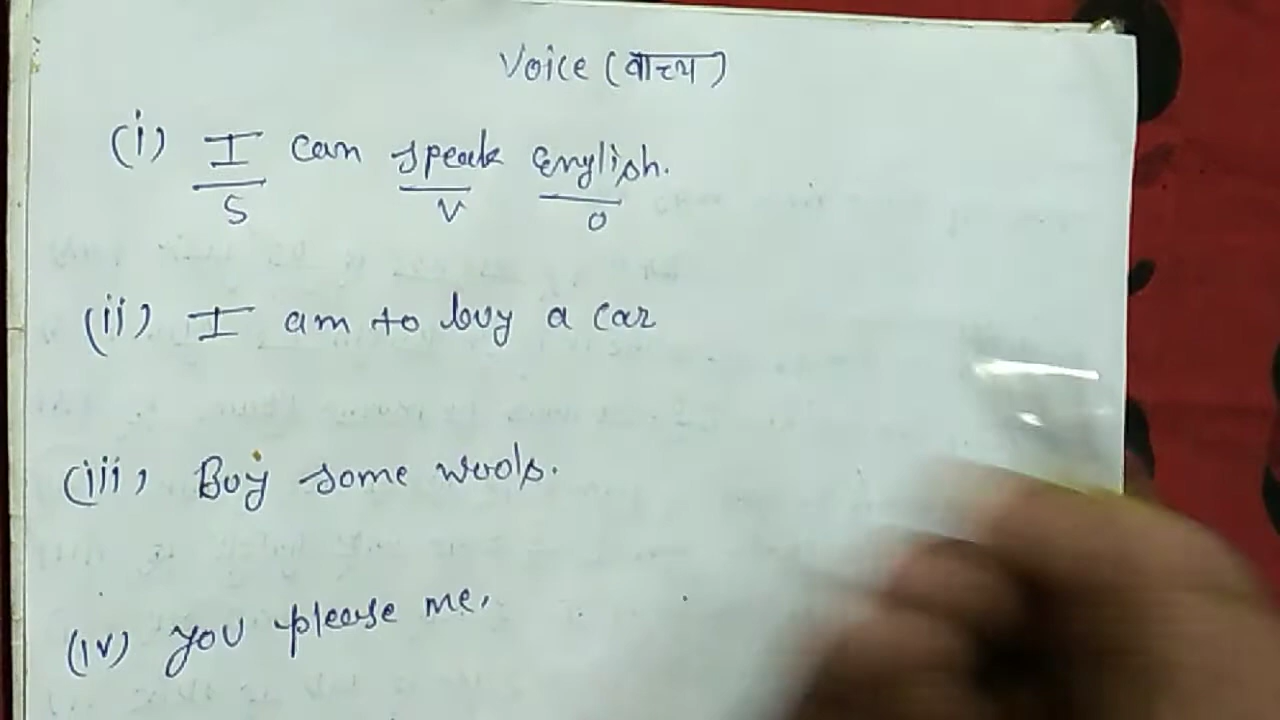 Voice (वाच्य)
(i) I can speak English.
S V O
(ii) I am to buy a car
(iii) Buy some wools.
(iv) you please me.